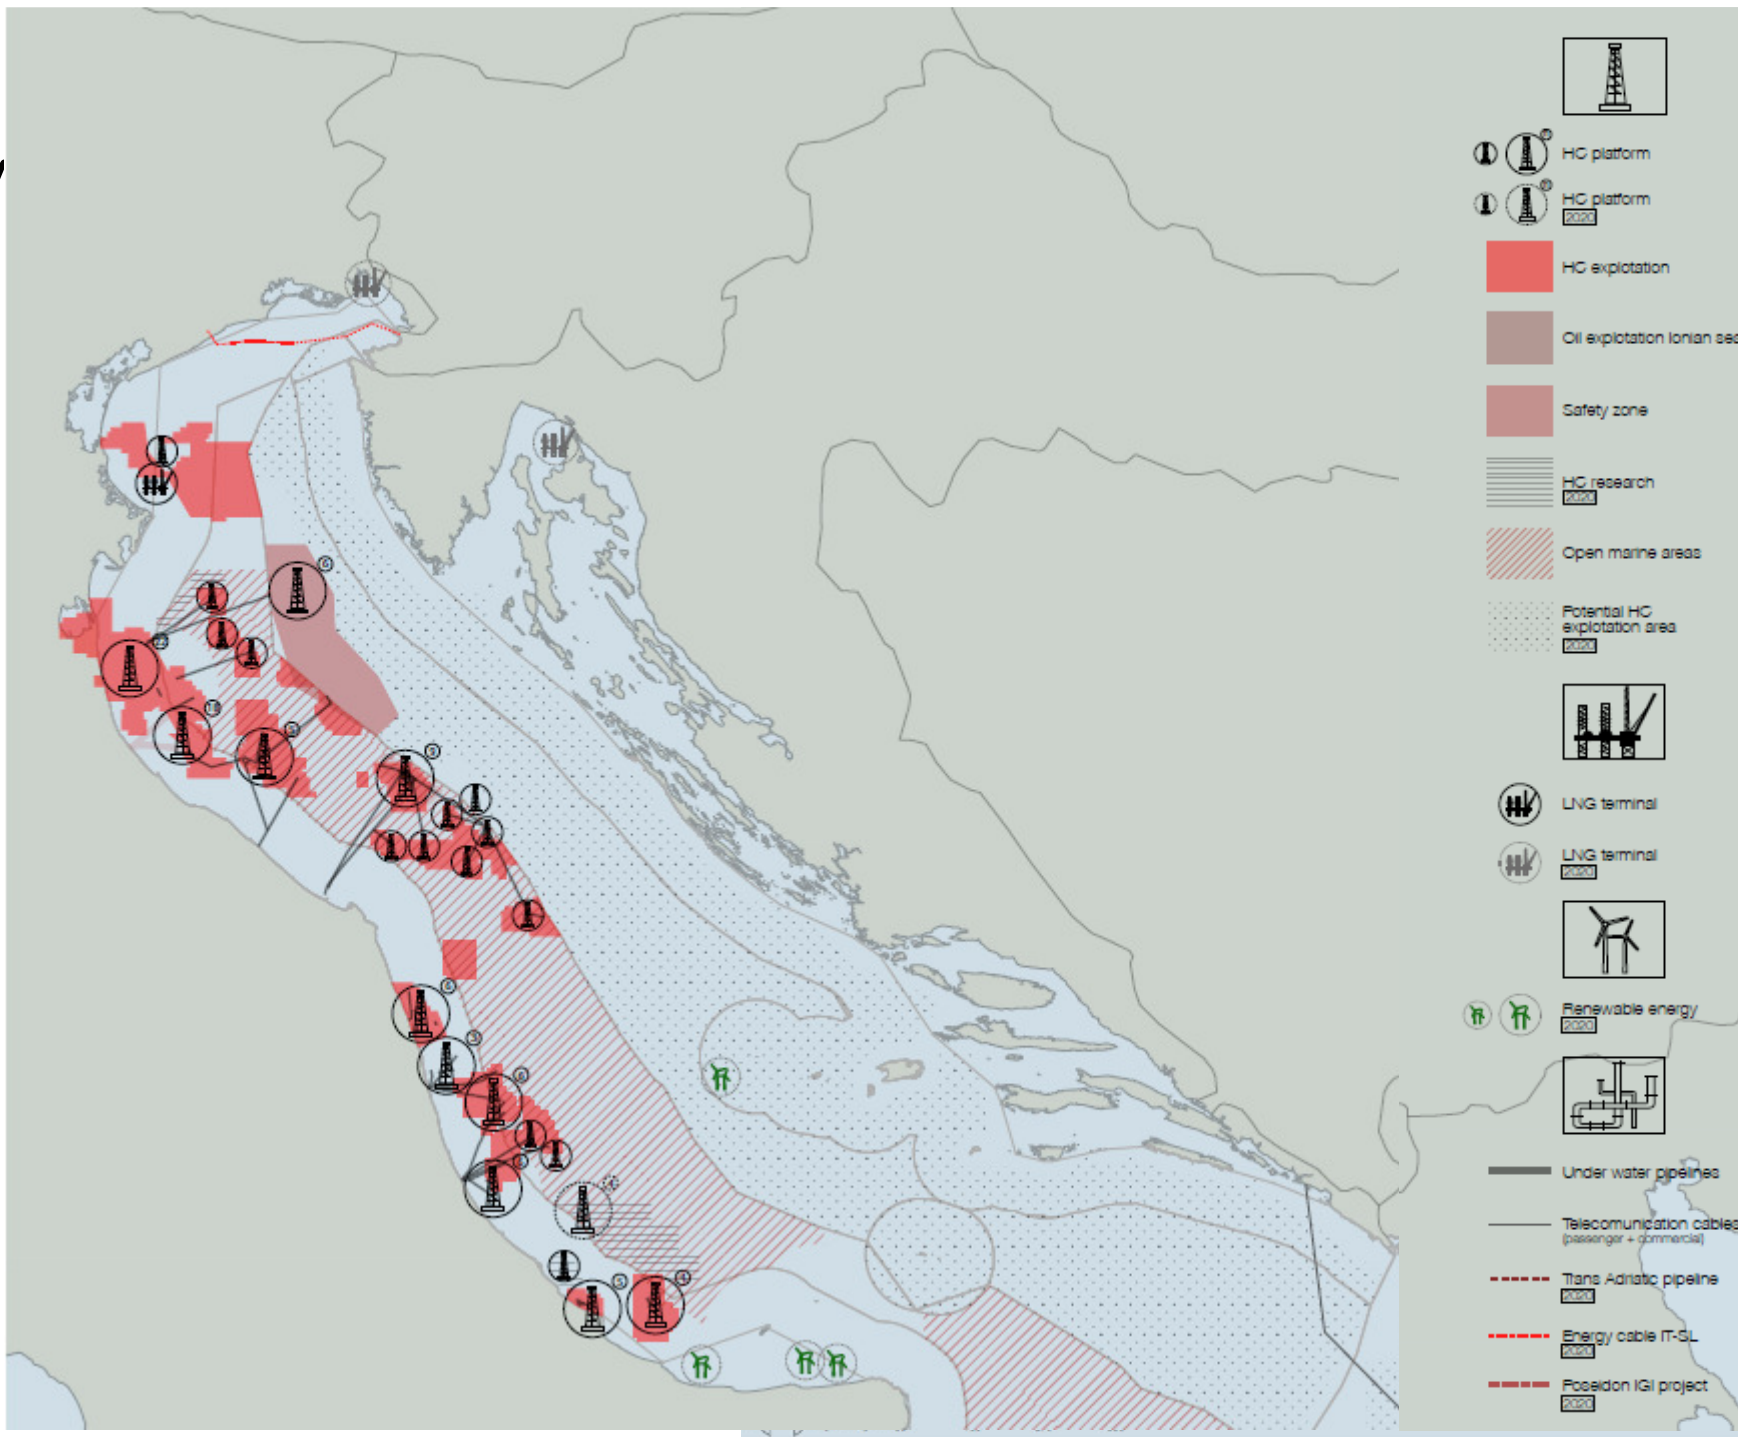 HC platform
HC platform
2020
HC explotation
Oil explotation Ionian sea
Safety zone
HC research
2020
Open marine areas
Potential HC
explotation area
2020
LNG terminal
LNG terminal
2020
Renewable energy
2020
Under water pipelines
Telecomunication cables
(passenger + commercial)
Trans Adriatic pipeline
2020
Energy cable IT-SL
2020
Poseidon IGI project
2020